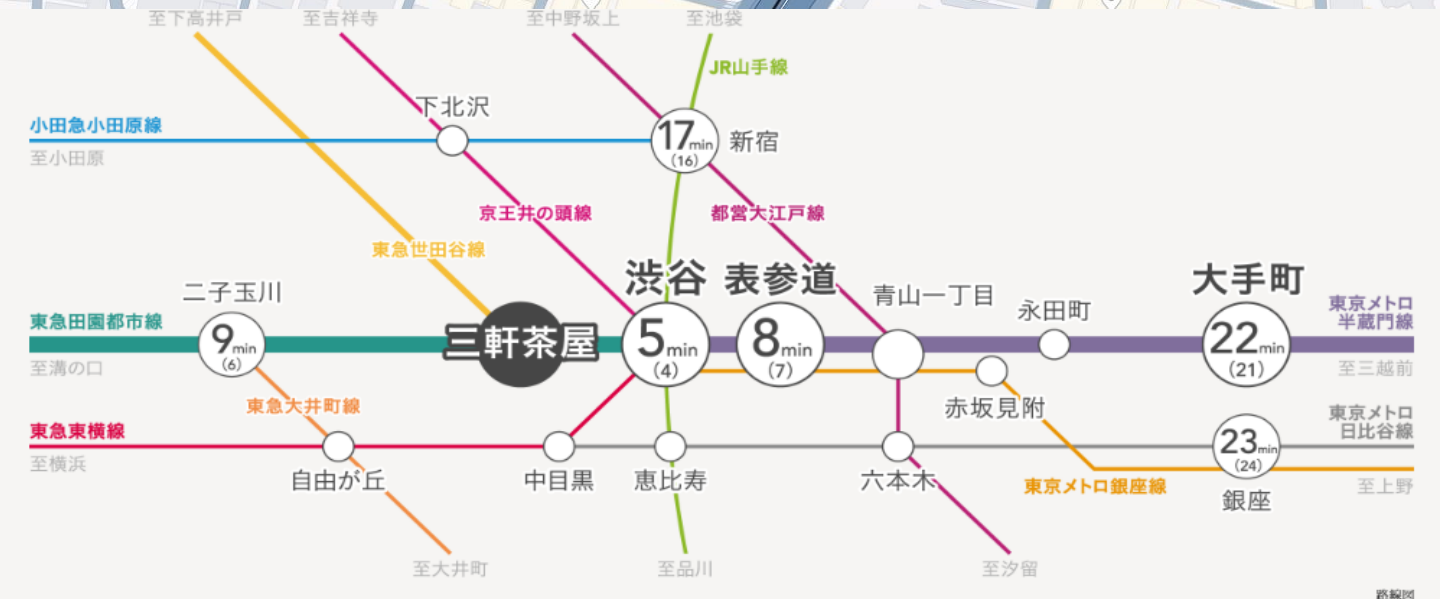 至下高井戸
至吉祥寺
至中野坂上
至池袋
JR山手線
下北沢
小田急小田原線
至小田原
17min
(16)
新宿
京王井の頭線
都営大江戸線
東急世田谷線
渋谷
表参道
大手町
二子玉川
青山一丁目
永田町
東急田園都市線
至溝の口
9min
(6)
三軒茶屋
5min
(4)
8min
(7)
22min
(21)
東京メトロ
半蔵門線
至三越前
東急大井町線
赤坂見附
東急東横線
至横浜
東京メトロ
日比谷線
23min
(24)
自由が丘
中目黒
恵比寿
六本木
東京メトロ銀座線
至上野
銀座
至大井町
至品川
至汐留
路線図